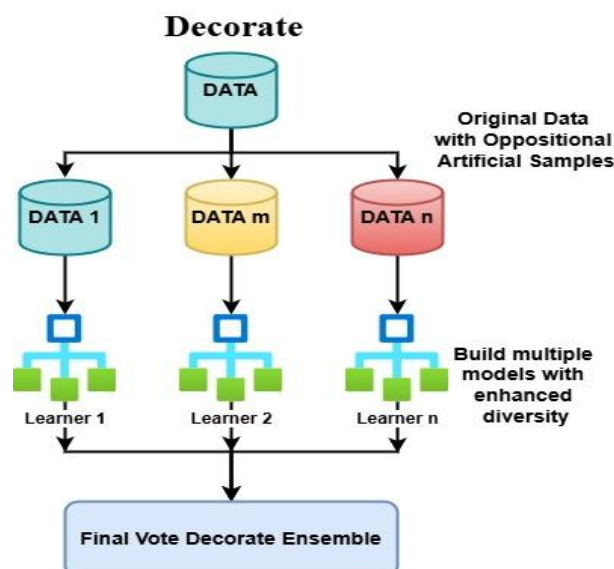 Decorate
DATA
Original Data
with Oppositional
Artificial Samples
DATA 1
DATA m
DATA n
Build multiple
models with
enhanced
diversity
Learner 1
Learner 2
Learner n
Final Vote Decorate Ensemble